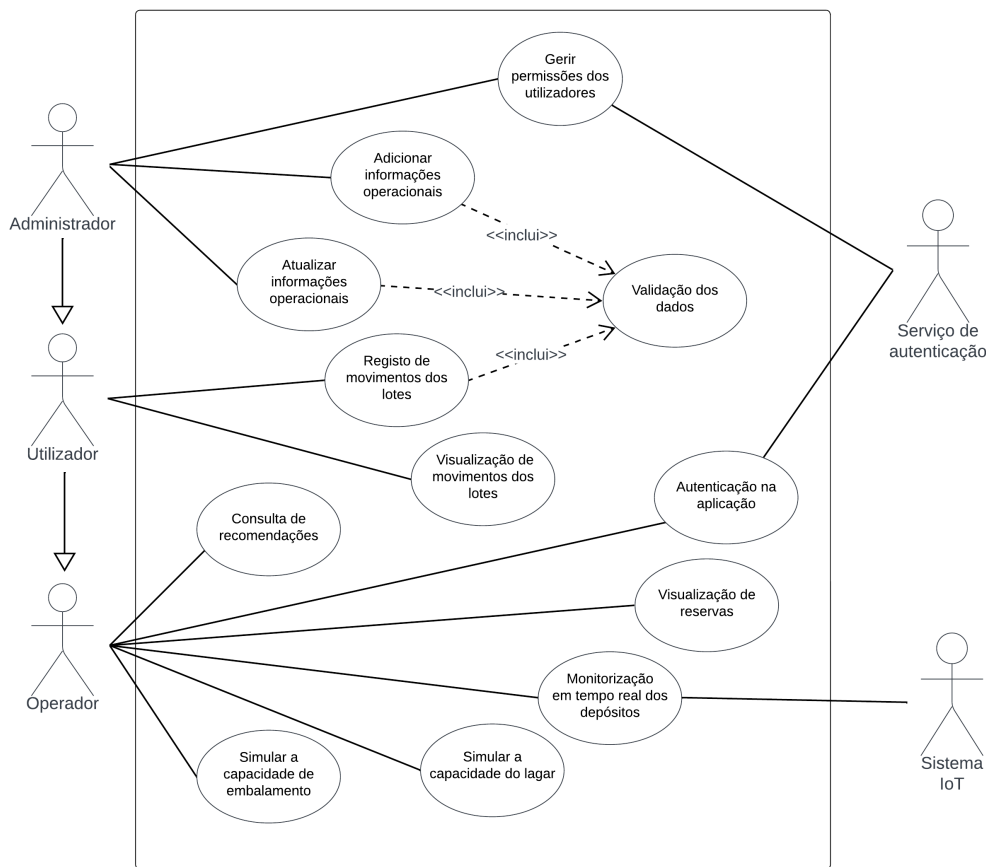 Gerir
permissões dos
utilizadores
Adicionar
informações
operacionais
Administrador
<<inclui>>
Atualizar
informações
operacionais
<<inclui>>
Validação dos
dados
Serviço de
autenticação
<<inclui>>
Registo de
movimentos dos
lotes
Utilizador
Visualização de
movimentos dos
lotes
Autenticação na
aplicação
Consulta de
recomendações
Visualização de
reservas
Operador
Monitorização
em tempo real dos
depósitos
Sistema
IoT
Simular a
capacidade de
embalamento
Simular a
capacidade do lagar